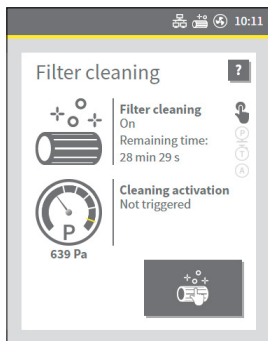 10:11
Filter cleaning
?
Filter cleaning
On
Remaining time:
28 min 29 s
P
T
A
Cleaning activation
Not triggered
P
639 Pa